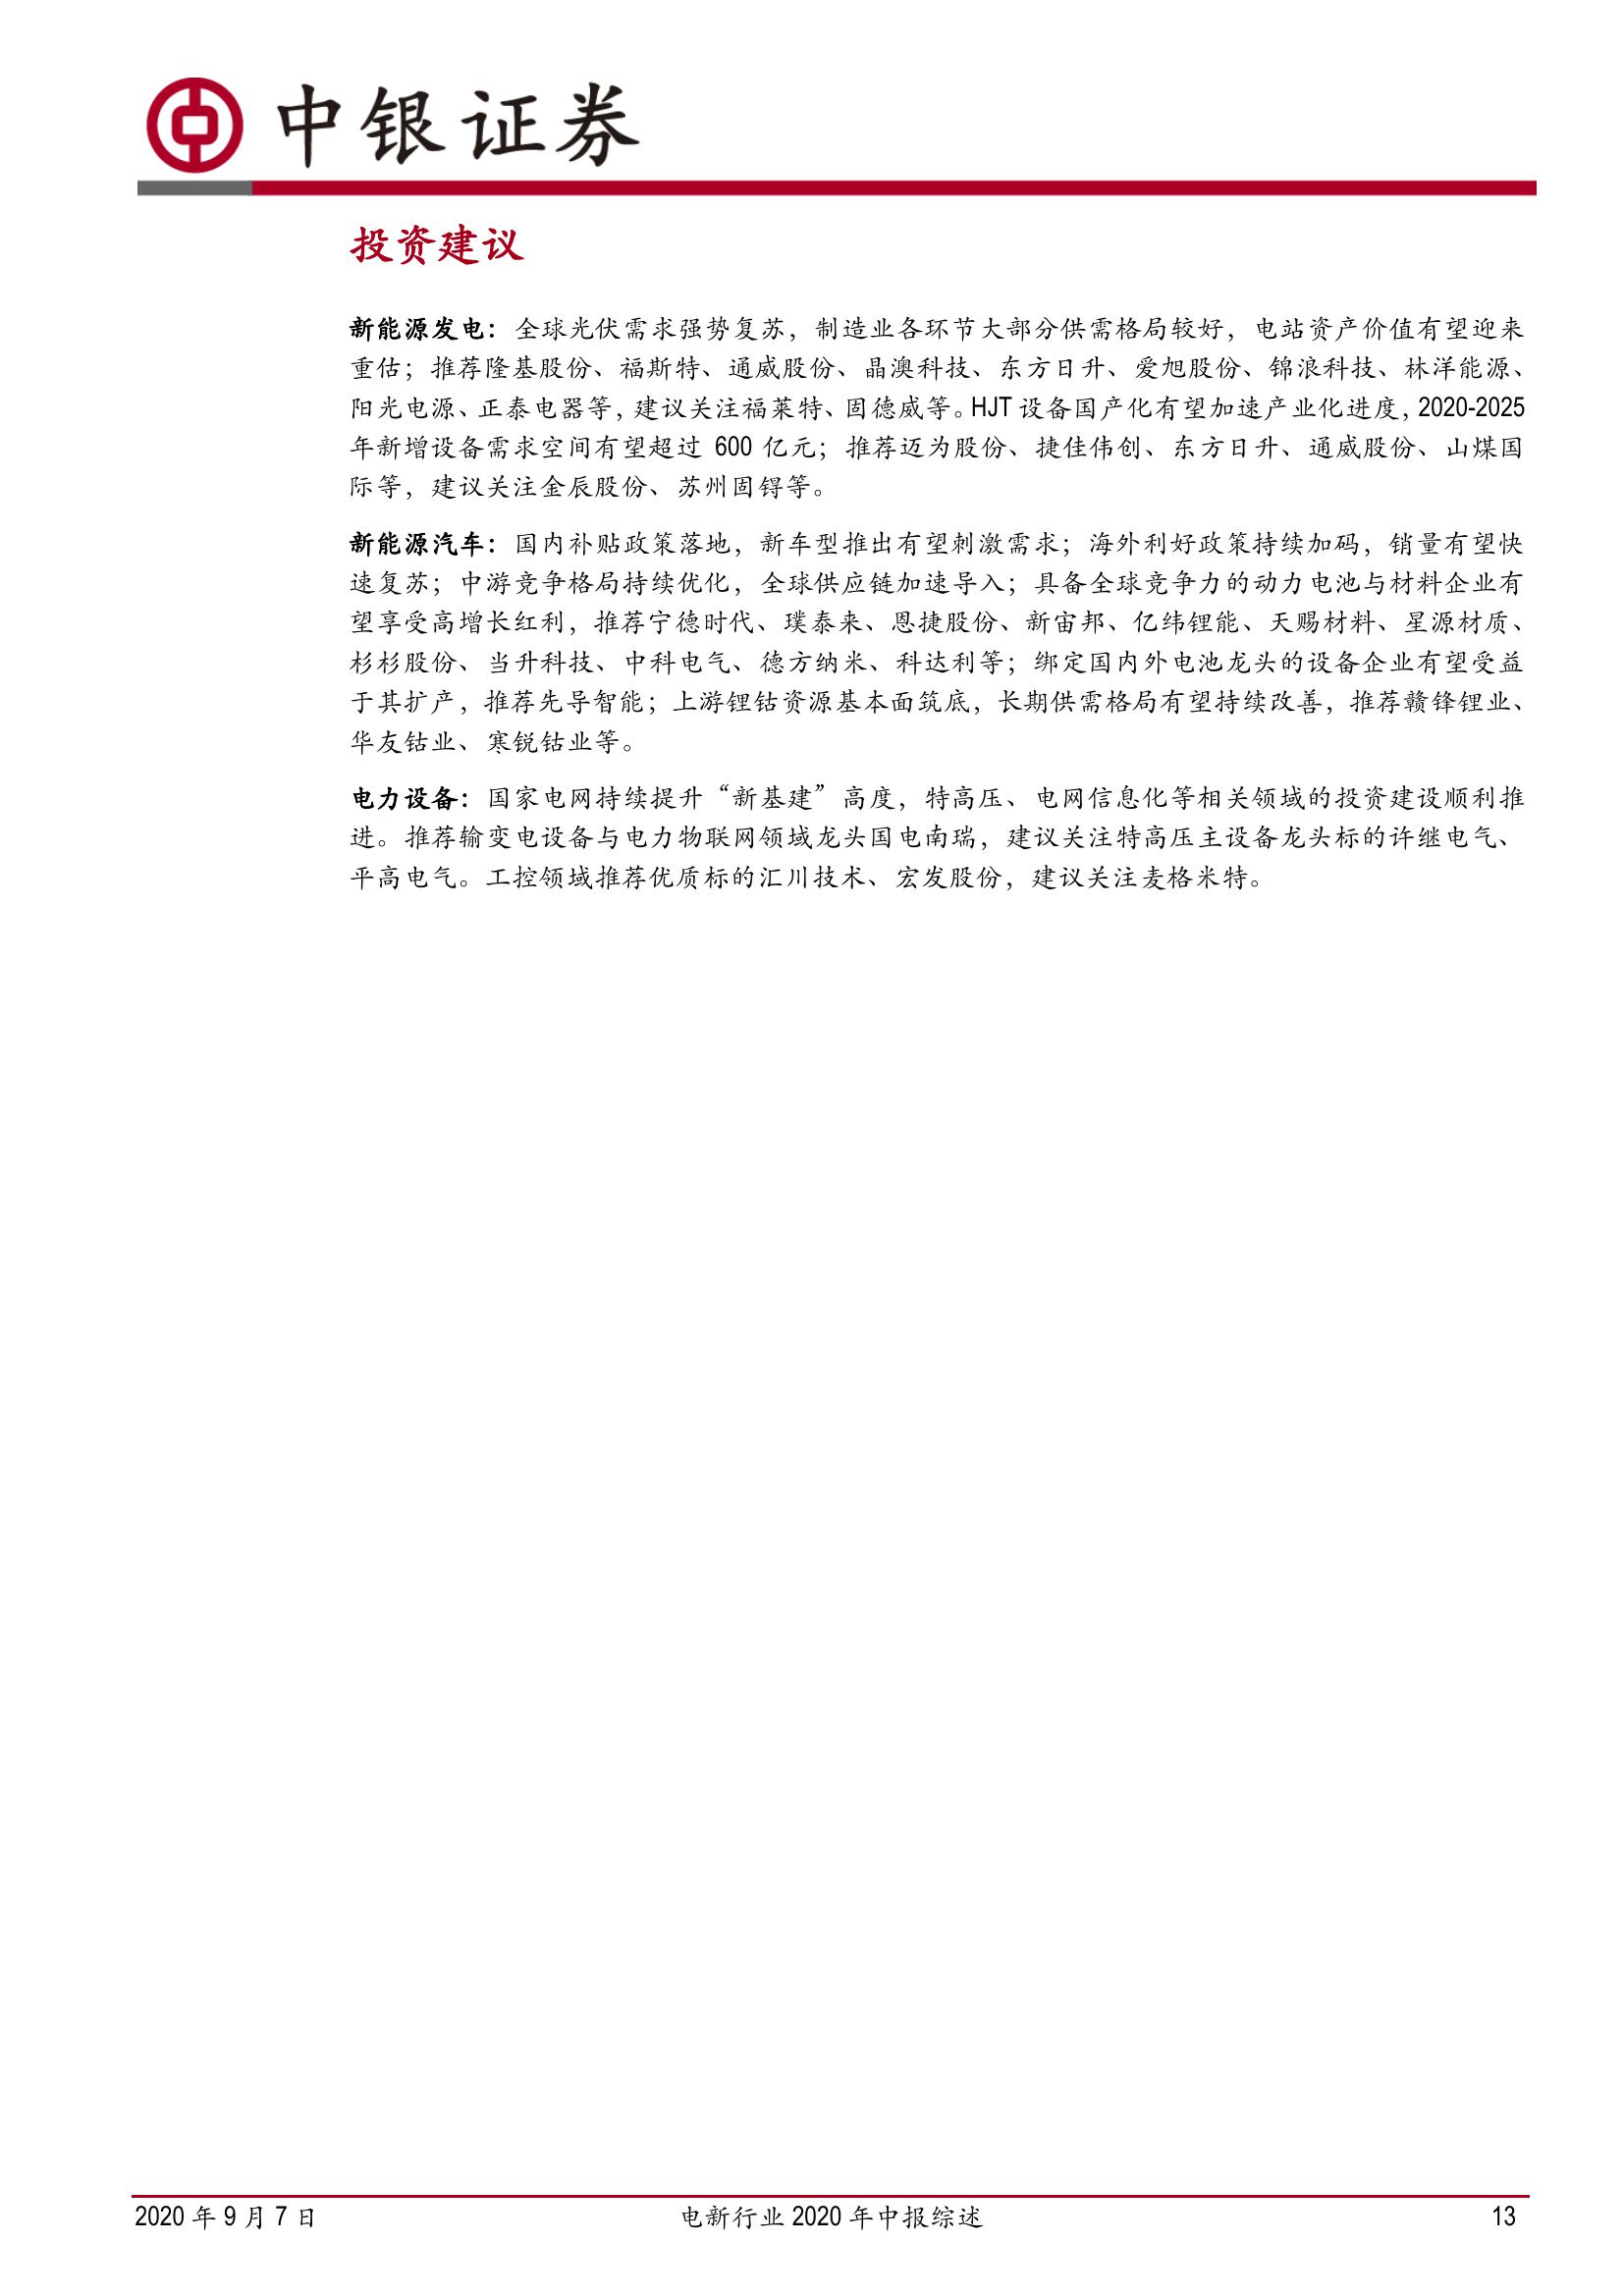 中银证券
投资建议
新能源发电：全球光伏需求强势复苏，制造业各环节大部分供需格局较好，电站资产价值有望迎来
重估；推荐隆基股份、福斯特、通威股份、晶澳科技、东方日升、爱旭股份、锦浪科技、林洋能源、
阳光电源、正泰电器等，建议关注福莱特、固德威等。HJT 设备国产化有望加速产业化进度，2020-2025
年新增设备需求空间有望超过 600 亿元；推荐迈为股份、捷佳伟创、东方日升、通威股份、山煤国
际等，建议关注金辰股份、苏州固锝等。
新能源汽车：国内补贴政策落地，新车型推出有望刺激需求；海外利好政策持续加码，销量有望快
速复苏；中游竞争格局持续优化，全球供应链加速导入；具备全球竞争力的动力电池与材料企业有
望享受高增长红利，推荐宁德时代、璞泰来、恩捷股份、新宙邦、亿纬锂能、天赐材料、星源材质、
杉杉股份、当升科技、中科电气、德方纳米、科达利等；绑定国内外电池龙头的设备企业有望受益
于其扩产，推荐先导智能；上游锂钴资源基本面筑底，长期供需格局有望持续改善，推荐赣锋锂业、
华友钴业、寒锐钴业等。
电力设备：国家电网持续提升“新基建”高度，特高压、电网信息化等相关领域的投资建设顺利推
进。推荐输变电设备与电力物联网领域龙头国电南瑞，建议关注特高压主设备龙头标的许继电气、
平高电气。工控领域推荐优质标的汇川技术、宏发股份，建议关注麦格米特。
2020 年 9 月 7 日 电新行业 2020 年中报综述 13